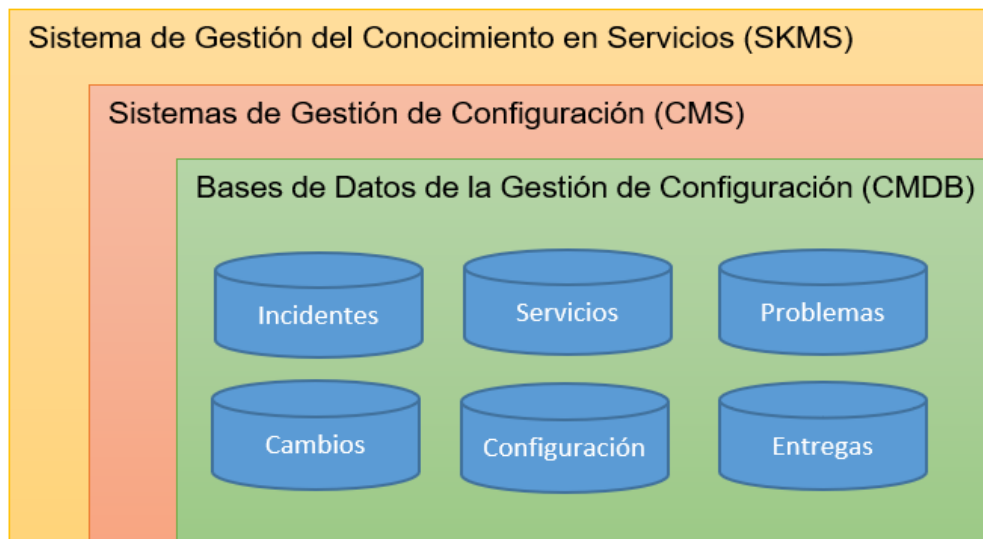 Sistema de Gestión del Conocimiento en Servicios (SKMS)
Sistemas de Gestión de Configuración (CMS)
Bases de Datos de la Gestión de Configuración (CMDB)
Incidentes
Servicios
Problemas
Cambios
Configuración
Entregas